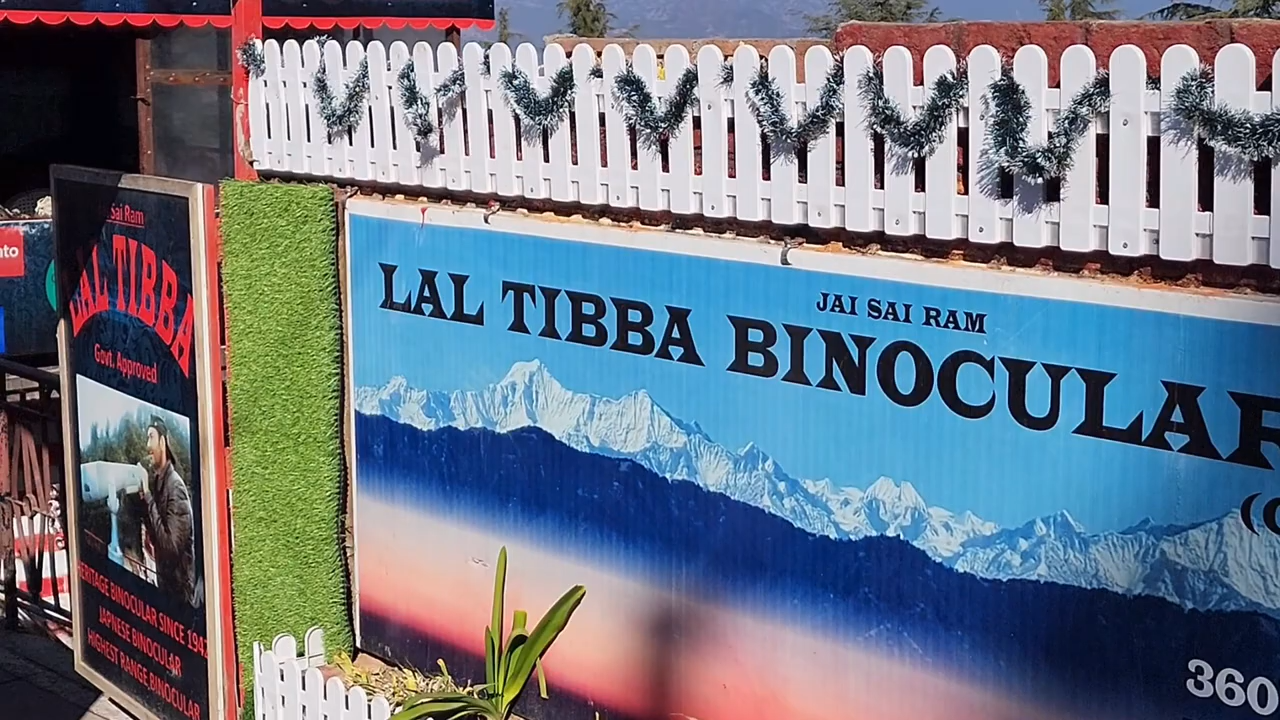 Sai Ram
LAL TIBBA
Govt. Approved
HERITAGE BINOCULAR SINCE 194
JAPNESE BINOCULAR
HIGHEST RANGE BINOCULAR
JAI SAI RAM
LAL TIBBA BINOCULAR
360